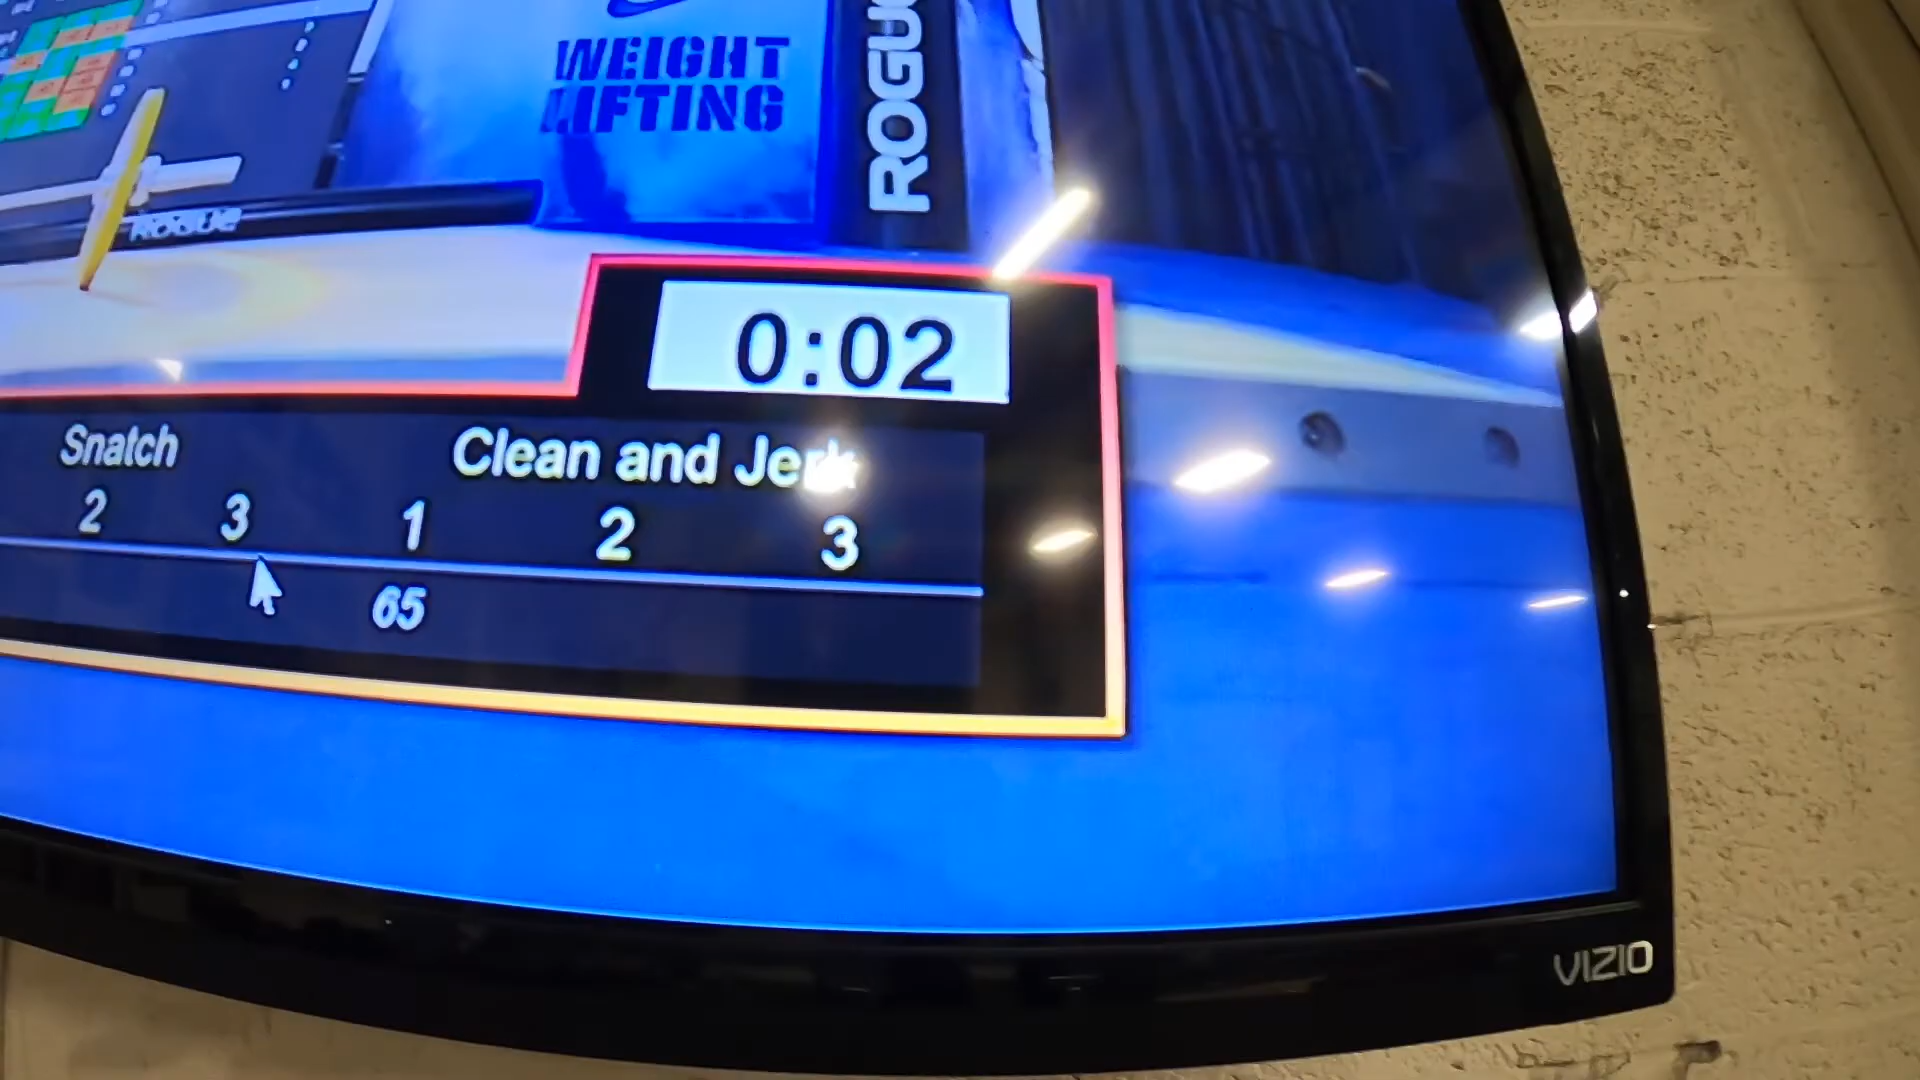 WEIGHT
LIFTING
ROGUE
ROGUE
0:02
Snatch
Clean and Jerk
2 3 1 2 3
65
VIZIO